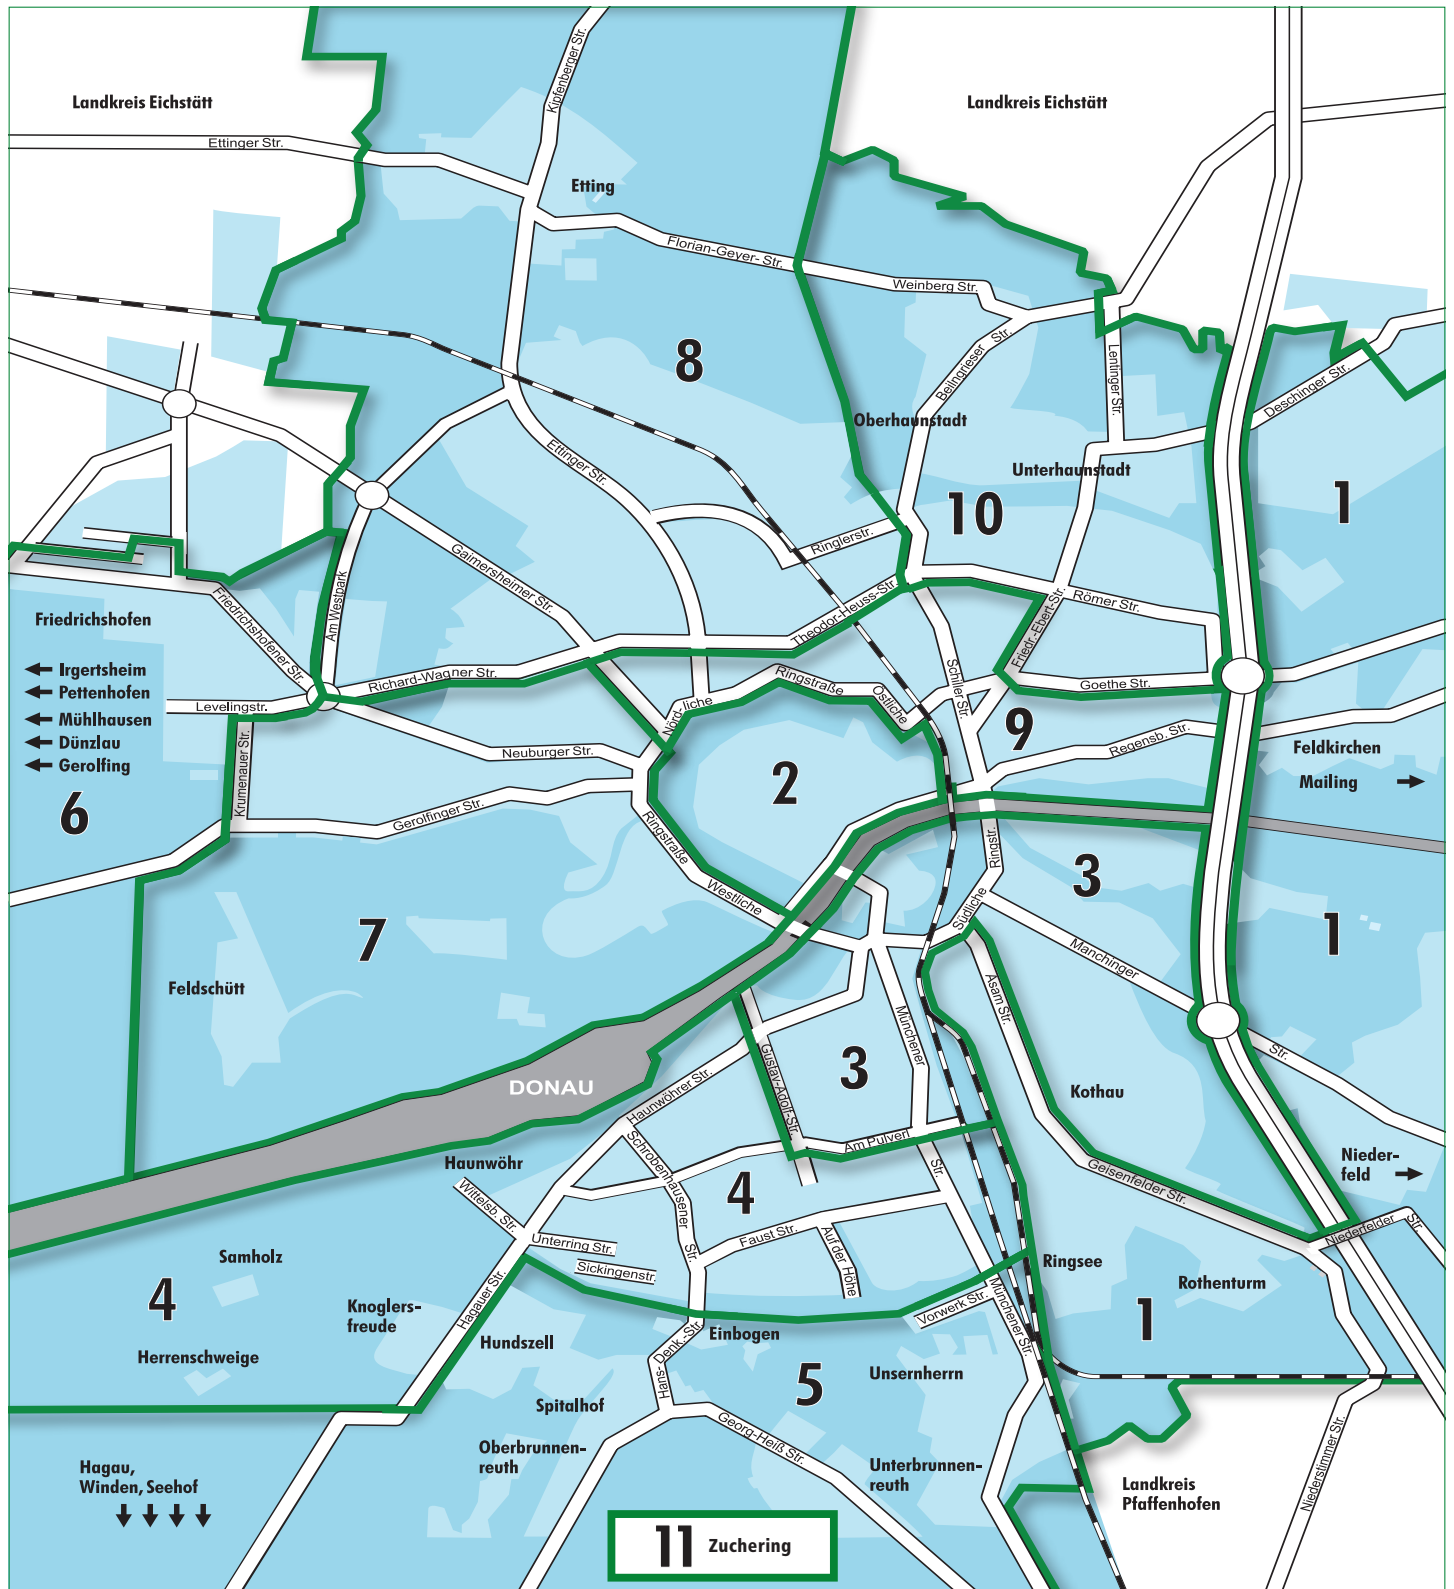 Landkreis Eichstätt
Landkreis Eichstätt
Kipfenberger Str.
Ettinger Str.
Etting
Florian-Geyer- Str.
Weinberg Str.
8
Beilngrieser Str.
Lentinger Str.
Deschinger Str.
Oberhaunstadt
Unterhaunstadt
Ettinger Str.
10
1
Ringlerstr.
Gaimersheimer Str.
Am Westpark
Friedrichshofener Str.
Theodor-Heuss-Str.
Friedr.-Ebert-Str.
Römer Str.
Friedrichshofen
Irgertsheim
Pettenhofen
Mühlhausen
Dünzlau
Gerolfing
6
Richard-Wagner Str.
Levelingstr.
Krumenauer Str.
Neuburger Str.
Gerolfinger Str.
Nörd-liche
Ringstraße
Östliche
Schiller Str.
Goethe Str.
9
Regensb. Str.
Feldkirchen
Mailing
2
Ringstraße
Westliche
Ringstr.
Südliche
3
Manchinger
Str.
1
7
Feldschütt
Asam Str.
Münchener
Str.
3
Gustav-Adolf-Str.
Kothau
DONAU
Haunwöhrer Str.
Schrobenhausener
Str.
Am Pulverl
Geisenfelder Str.
Nieder-
feld
Haunwöhr
4
Wittelsb. Str.
Unterring Str.
Sickingenstr.
Faust Str.
Auf der Höhe
Niederfelder
Str.
Samholz
4
Ringsee
Rothenturm
Knoglers-
freude
Hagauer Str.
Münchener Str.
Vorwerk Str.
1
Herrenschweige
Hundszell
Einbogen
Haus-
Denk.-Str.
5
Unsernherrn
Spitalhof
Georg-Heiß Str.
Oberbrunnen-
reuth
Unterbrunnen-
reuth
Hagau,
Winden, Seehof
Landkreis
Pfaffenhofen
Niederstimmer Str.
11 Zuchering